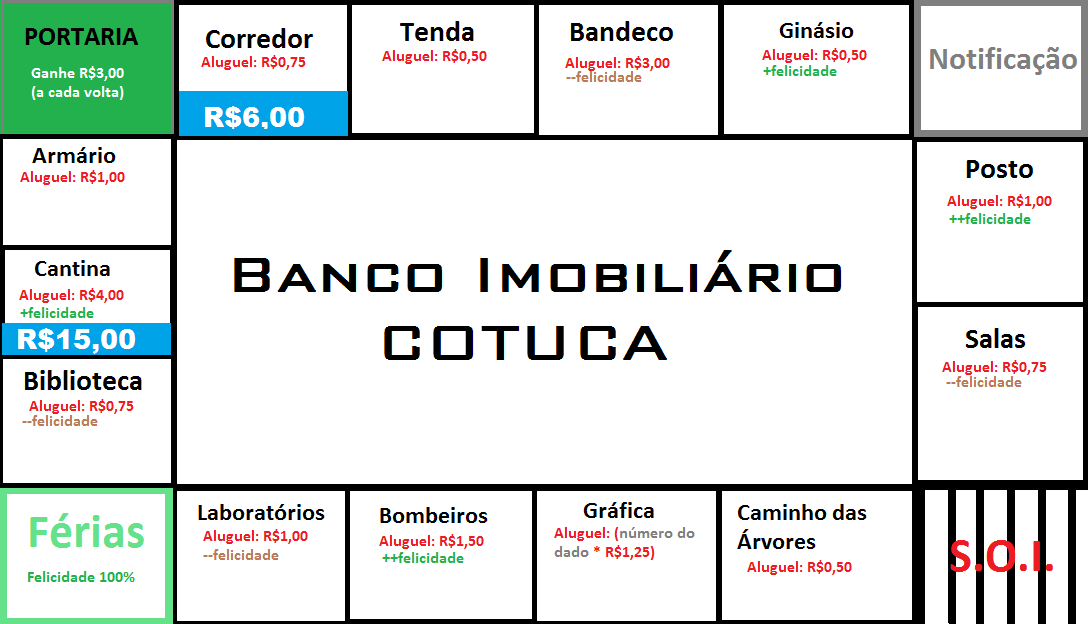 PORTARIA
Ganhe R$3,00
(a cada volta)
Corredor
Aluguel: R$0,75
R$6,00
Tenda
Aluguel: R$0,50
Bandeco
Aluguel: R$3,00
--felicidade
Ginásio
Aluguel: R$0,50
+felicidade
Notificação
Armário
Aluguel: R$1,00
Posto
Aluguel: R$1,00
++felicidade
Cantina
Aluguel: R$4,00
+felicidade
R$15,00
Banco Imobiliário
COTUCA
Salas
Aluguel: R$0,75
--felicidade
Biblioteca
Aluguel: R$0,75
--felicidade
Férias
Felicidade 100%
Laboratórios
Aluguel: R$1,00
--felicidade
Bombeiros
Aluguel: R$1,50
++felicidade
Gráfica
Aluguel: (número do
dado * R$1,25)
Caminho das
Árvores
Aluguel: R$0,50
S.O.I.